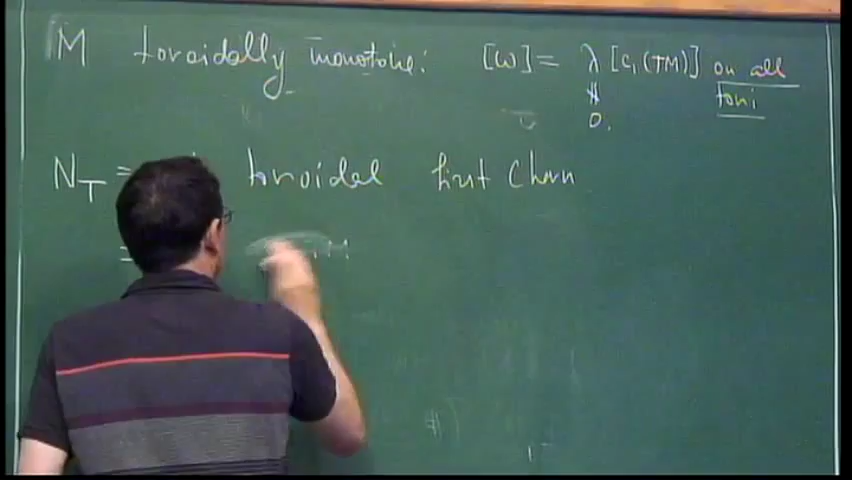 M toroidally monotone: [ω] = λ [c₁(TM)] on all
tori
0.
N_T = toroidal first Chern
=